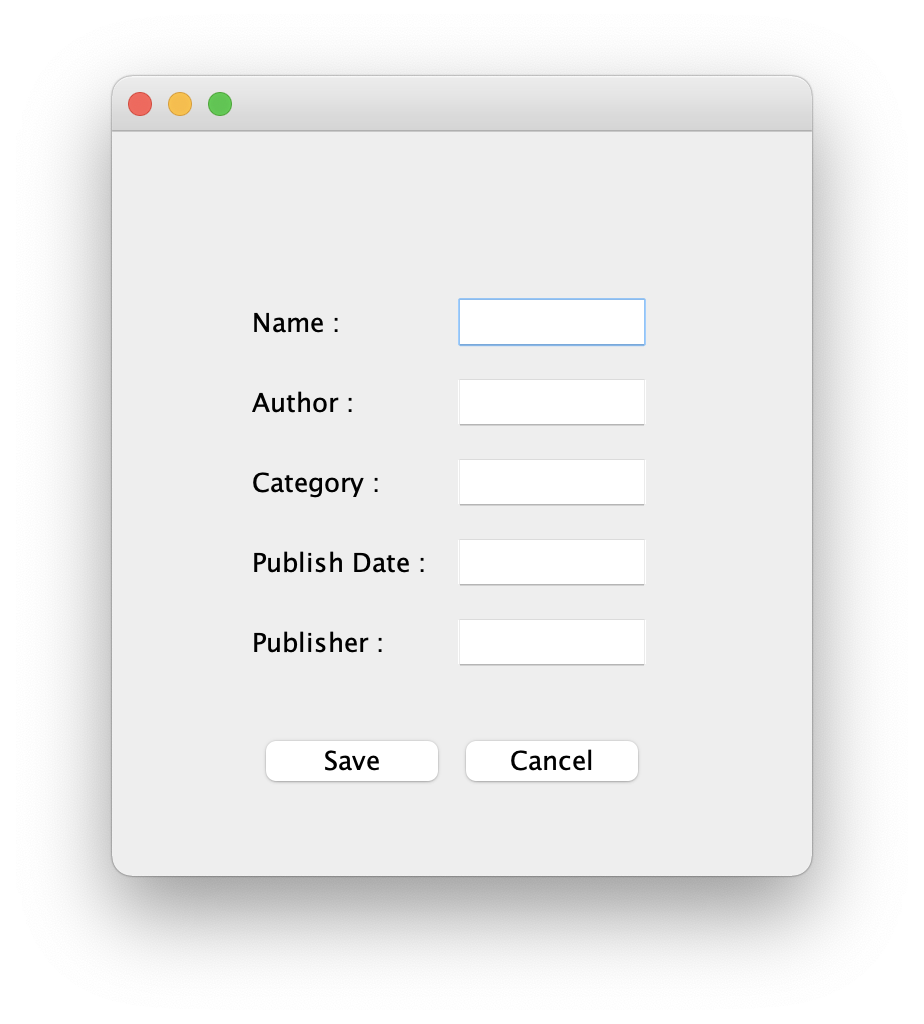 Name :
Author :
Category :
Publish Date :
Publisher :
Save Cancel